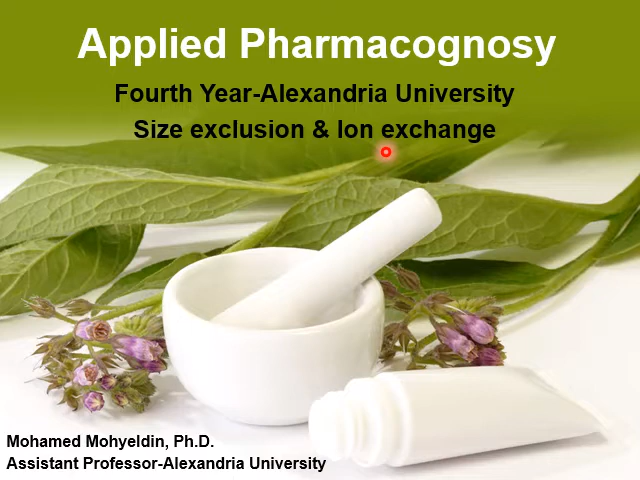 Applied Pharmacognosy
Fourth Year-Alexandria University
Size exclusion & Ion exchange
Mohamed Mohyeldin, Ph.D.
Assistant Professor-Alexandria University